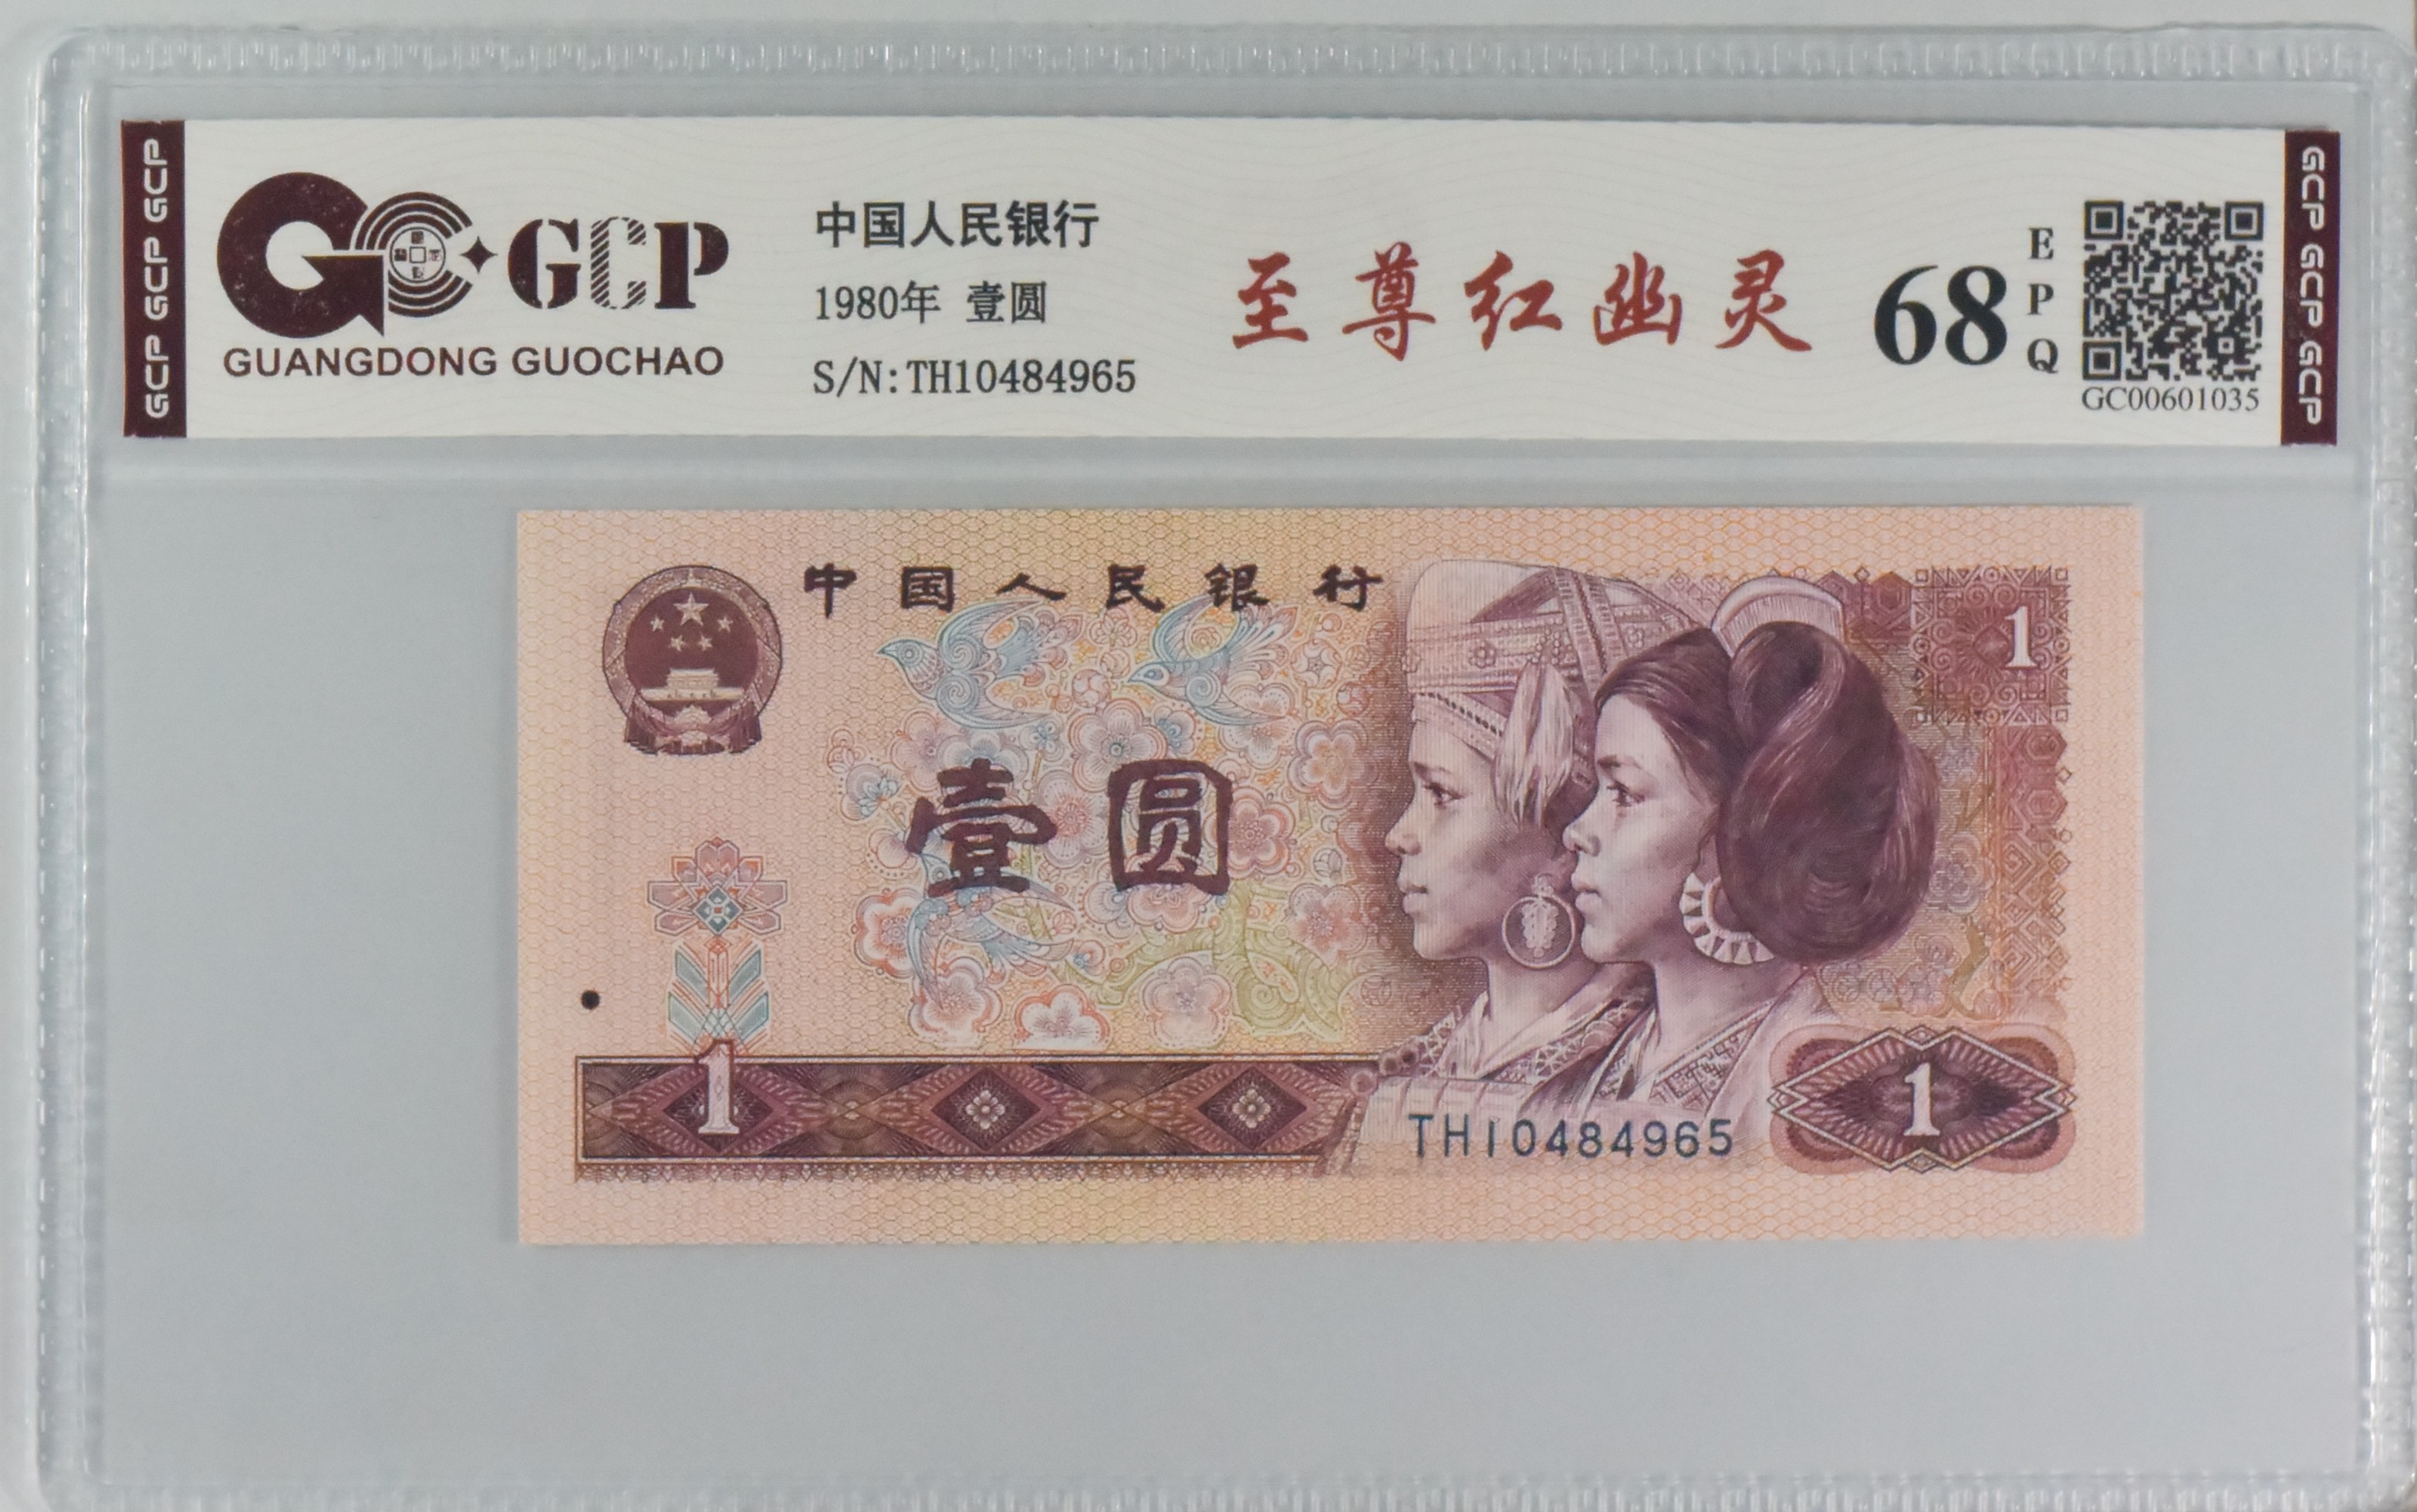 GCP GCP GCP
GCP
GUANGDONG GUOCHAO
中国人民银行
1980年 壹圆
S/N:TH10484965
至尊红幽灵
68
EPQ
GC00601035
GCP GCP GCP
中国人民银行
1
壹圆
1
TH10484965
1